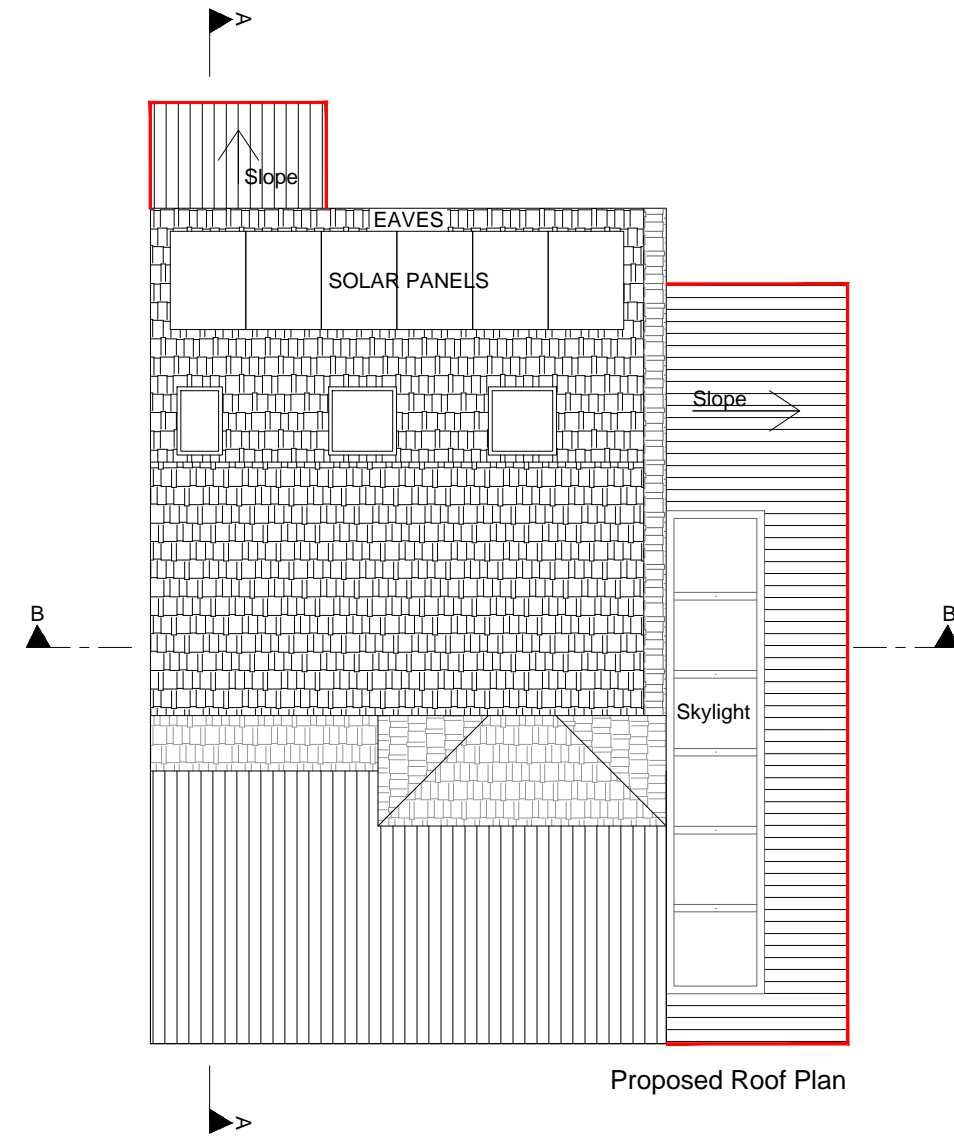 A
Slope
EAVES
SOLAR PANELS
Slope
B
B
Skylight
Proposed Roof Plan
A